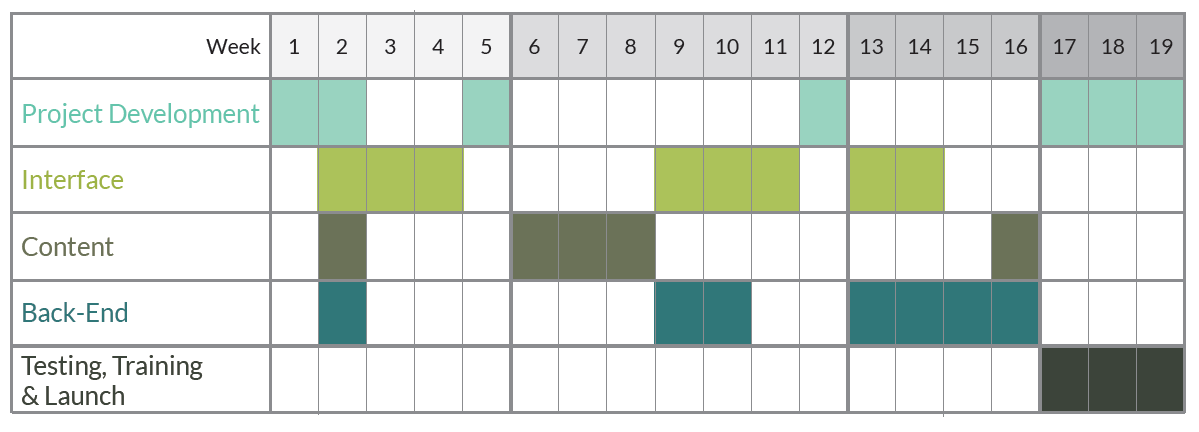 Week 1 2 3 4 5 6 7 8 9 10 11 12 13 14 15 16 17 18 19
Project Development
Interface
Content
Back-End
Testing, Training
& Launch